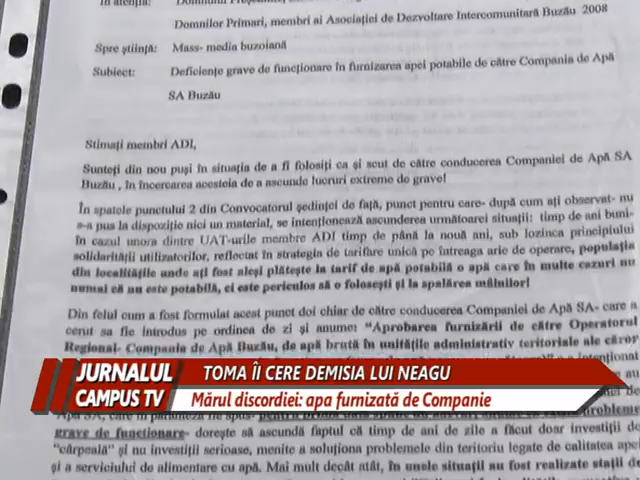 În atenția:
Domnilor Primari, membri ai Asociației de Dezvoltare Intercomunitară Buzău 2008
Spre știință: Mass- media buzoiană
Subiect: Deficiențe grave de funcționare în furnizarea apei potabile de către Compania de Apă
SA Buzău
Stimați membri ADI,
Sunteți din nou puși în situația de a fi folosiți ca și scut de către conducerea Companiei de Apă SA
Buzău , în încercarea acesteia de a ascunde lucruri extreme de grave!
În spatele punctului 2 din Convocatorul ședinței de față, punct pentru care- după cum ați observat- nu
s-a pus la dispoziție nici un material, se intenționează ascunderea următoarei situații: timp de ani buni-
în cazul unora dintre UAT-urile membre ADI timp de până la nouă ani, sub lozinca principiului
solidarității utilizatorilor, reflectat în strategia de tarifare unică pe întreaga arie de operare, populația
din localitățile unde ați fost aleși plătește la tarif de apă potabilă o apă care în multe cazuri nu
numai că nu este potabilă, ci este periculos să o folosești și la spălarea mâinilor!
Din felul cum a fost formulat acest punct doi chiar de către conducerea Companiei de Apă SA- care a
cerut sa fie introdus pe ordinea de zi și anume: "Aprobarea furnizării de către Operatorul
Regional- Compania de Apă Buzău, de apă brută în unitățile administrativ teritoriale ale căror
intențional
JURNALUL
CAMPUS TV
TOMA ÎI CERE DEMISIA LUI NEAGU
Mărul discordiei: apa furnizată de Companie
probleme
grave de funcționare- dorește să ascundă faptul că timp de ani de zile a făcut doar investiții de
"cârpeală" și nu investiții serioase, menite a soluționa problemele din teritoriu legate de calitatea apei
și a serviciului de alimentare cu apă. Mai mult decât atât, în unele situații au fost realizate stații de